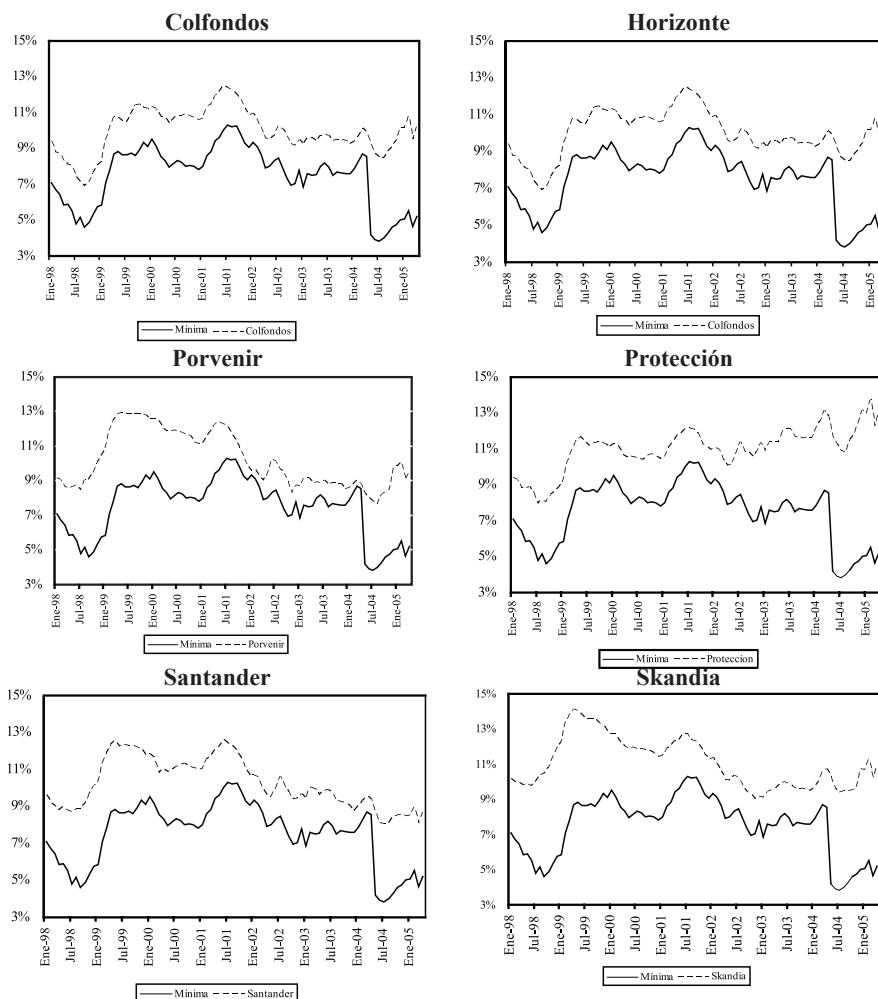 Colfondos
15%
13%
11%
9%
7%
5%
3%
Ene-98
Jul-98
Ene-99
Jul-99
Ene-00
Jul-00
Ene-01
Jul-01
Ene-02
Jul-02
Ene-03
Jul-03
Ene-04
Jul-04
Ene-05
Mínima Colfondos
Horizonte
15%
13%
11%
9%
7%
5%
3%
Ene-98
Jul-98
Ene-99
Jul-99
Ene-00
Jul-00
Ene-01
Jul-01
Ene-02
Jul-02
Ene-03
Jul-03
Ene-04
Jul-04
Ene-05
Mínima Colfondos
Porvenir
15%
13%
11%
9%
7%
5%
3%
Ene-98
Jul-98
Ene-99
Jul-99
Ene-00
Jul-00
Ene-01
Jul-01
Ene-02
Jul-02
Ene-03
Jul-03
Ene-04
Jul-04
Ene-05
Mínima Porvenir
Protección
15%
13%
11%
9%
7%
5%
3%
Ene-98
Jul-98
Ene-99
Jul-99
Ene-00
Jul-00
Ene-01
Jul-01
Ene-02
Jul-02
Ene-03
Jul-03
Ene-04
Jul-04
Ene-05
Mínima Proteccion
Santander
15%
13%
11%
9%
7%
5%
3%
Ene-98
Jul-98
Ene-99
Jul-99
Ene-00
Jul-00
Ene-01
Jul-01
Ene-02
Jul-02
Ene-03
Jul-03
Ene-04
Jul-04
Ene-05
Mínima Santander
Skandia
15%
13%
11%
9%
7%
5%
3%
Ene-98
Jul-98
Ene-99
Jul-99
Ene-00
Jul-00
Ene-01
Jul-01
Ene-02
Jul-02
Ene-03
Jul-03
Ene-04
Jul-04
Ene-05
Mínima Skandia